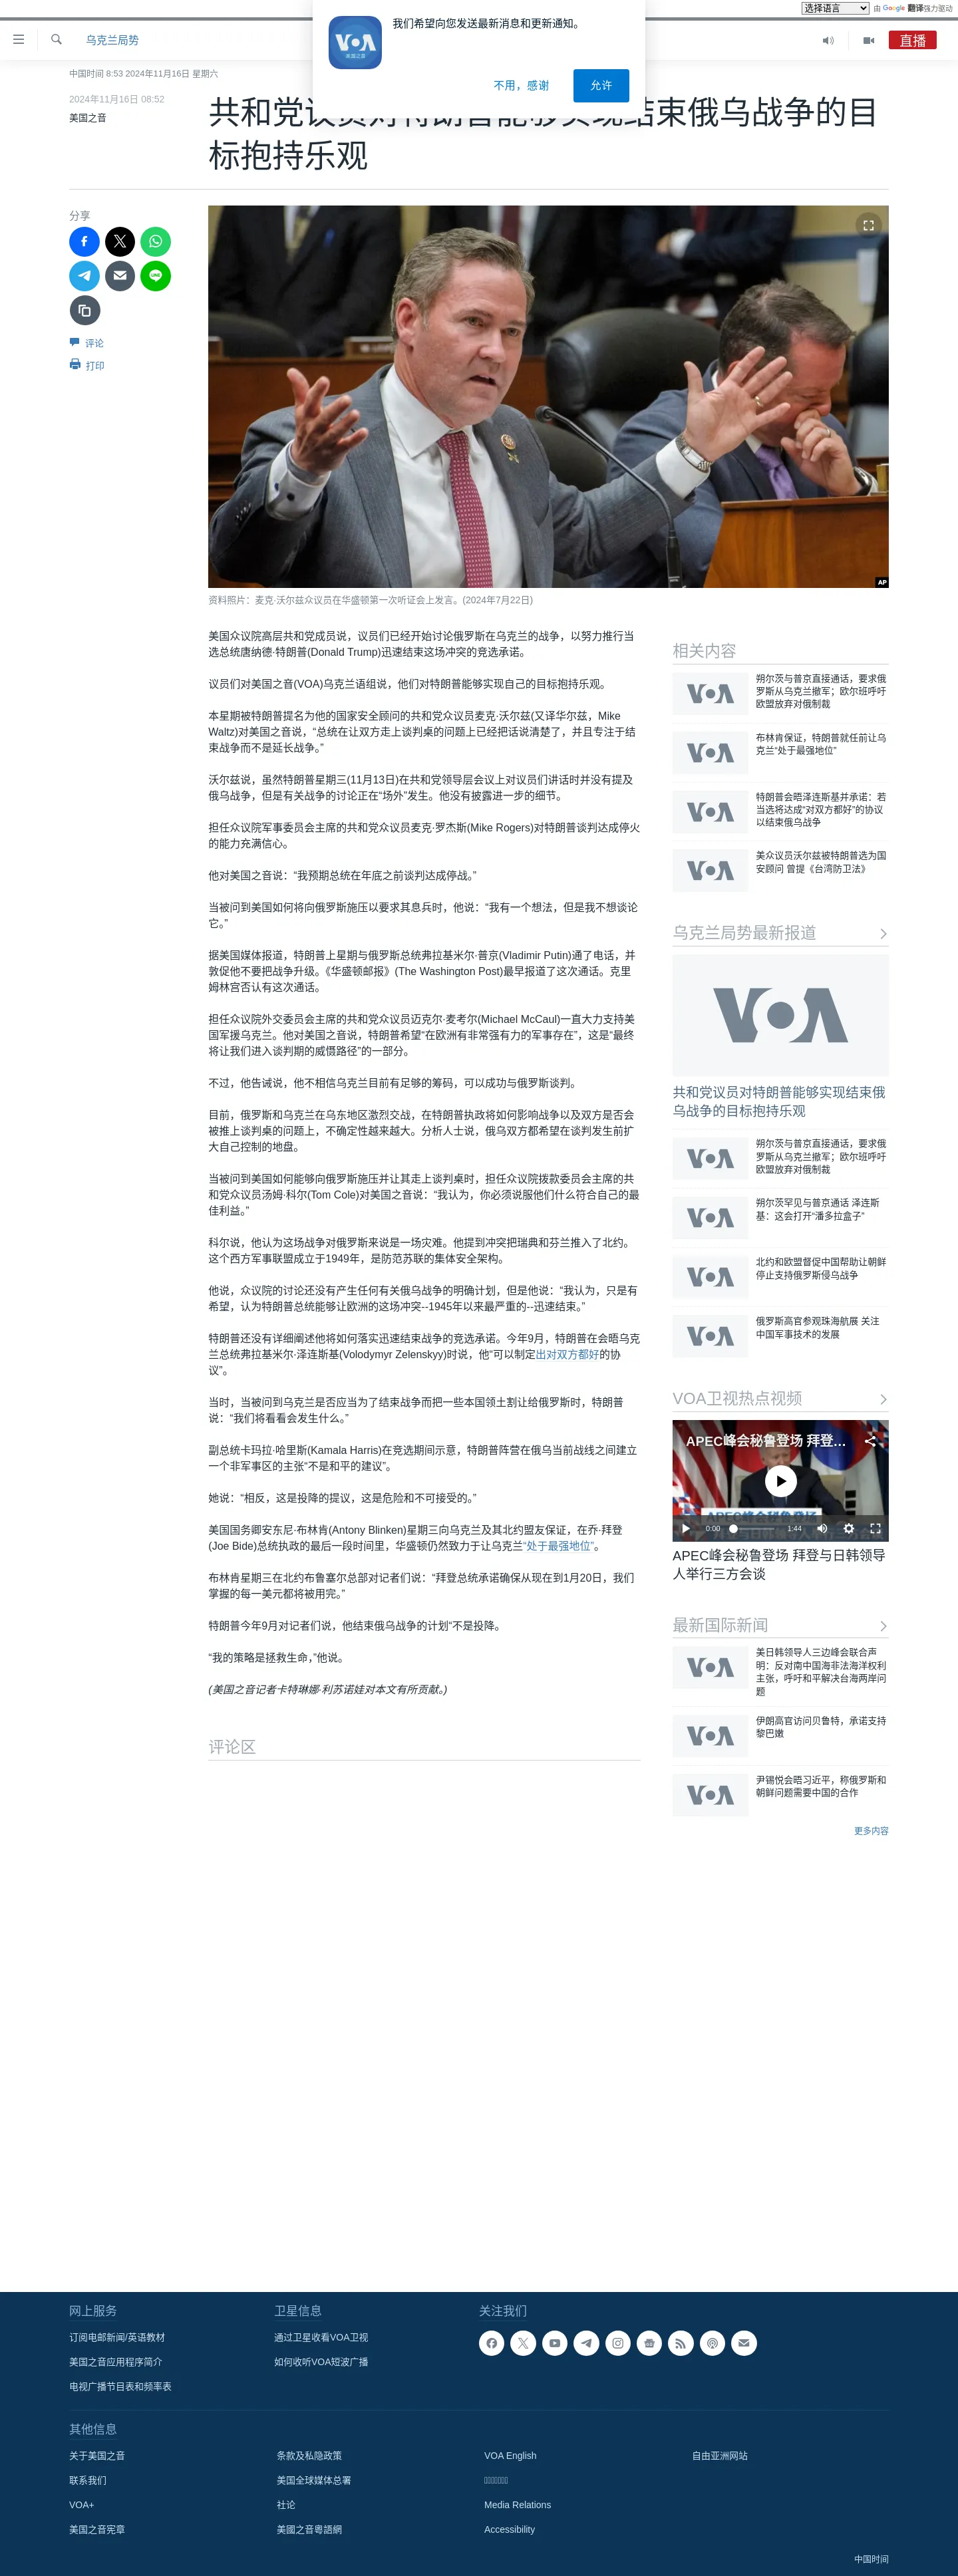 选择语言 由 Google 翻译强力驱动
我们希望向您发送最新消息和更新通知。
VOA
美国之音
不用，感谢
允许
乌克兰局势
直播
中国时间 8:53 2024年11月16日 星期六
2024年11月16日 08:52
美国之音
共和党议员对特朗普能够实现结束俄乌战争的目
标抱持乐观
分享
评论
打印
AP
资料照片：麦克·沃尔兹众议员在华盛顿第一次听证会上发言。(2024年7月22日)
美国众议院高层共和党成员说，议员们已经开始讨论俄罗斯在乌克兰的战争，以努力推行当
选总统唐纳德·特朗普(Donald Trump)迅速结束这场冲突的竞选承诺。
议员们对美国之音(VOA)乌克兰语组说，他们对特朗普能够实现自己的目标抱持乐观。
本星期被特朗普提名为他的国家安全顾问的共和党众议员麦克·沃尔兹(又译华尔兹，Mike
Waltz)对美国之音说，“总统在让双方走上谈判桌的问题上已经把话说清楚了，并且专注于结
束战争而不是延长战争。”
沃尔兹说，虽然特朗普星期三(11月13日)在共和党领导层会议上对议员们讲话时并没有提及
俄乌战争，但是有关战争的讨论正在“场外”发生。他没有披露进一步的细节。
担任众议院军事委员会主席的共和党众议员麦克·罗杰斯(Mike Rogers)对特朗普谈判达成停火
的能力充满信心。
他对美国之音说：“我预期总统在年底之前谈判达成停战。”
当被问到美国如何将向俄罗斯施压以要求其息兵时，他说：“我有一个想法，但是我不想谈论
它。”
据美国媒体报道，特朗普上星期与俄罗斯总统弗拉基米尔·普京(Vladimir Putin)通了电话，并
敦促他不要把战争升级。《华盛顿邮报》(The Washington Post)最早报道了这次通话。克里
姆林宫否认有这次通话。
担任众议院外交委员会主席的共和党众议员迈克尔·麦考尔(Michael McCaul)一直大力支持美
国军援乌克兰。他对美国之音说，特朗普希望“在欧洲有非常强有力的军事存在”，这是“最终
将让我们进入谈判期的威慑路径”的一部分。
不过，他告诫说，他不相信乌克兰目前有足够的筹码，可以成功与俄罗斯谈判。
目前，俄罗斯和乌克兰在乌东地区激烈交战，在特朗普执政将如何影响战争以及双方是否会
被推上谈判桌的问题上，不确定性越来越大。分析人士说，俄乌双方都希望在谈判发生前扩
大自己控制的地盘。
当被问到美国如何能够向俄罗斯施压并让其走上谈判桌时，担任众议院拨款委员会主席的共
和党众议员汤姆·科尔(Tom Cole)对美国之音说：“我认为，你必须说服他们什么符合自己的最
佳利益。”
科尔说，他认为这场战争对俄罗斯来说是一场灾难。他提到冲突把瑞典和芬兰推入了北约。
这个西方军事联盟成立于1949年，是防范苏联的集体安全架构。
他说，众议院的讨论还没有产生任何有关俄乌战争的明确计划，但是他说：“我认为，只是有
希望，认为特朗普总统能够让欧洲的这场冲突--1945年以来最严重的--迅速结束。”
特朗普还没有详细阐述他将如何落实迅速结束战争的竞选承诺。今年9月，特朗普在会晤乌克
兰总统弗拉基米尔·泽连斯基(Volodymyr Zelenskyy)时说，他“可以制定出对双方都好的协
议”。
当时，当被问到乌克兰是否应当为了结束战争而把一些本国领土割让给俄罗斯时，特朗普
说：“我们将看看会发生什么。”
副总统卡玛拉·哈里斯(Kamala Harris)在竞选期间示意，特朗普阵营在俄乌当前战线之间建立
一个非军事区的主张“不是和平的建议”。
她说：“相反，这是投降的提议，这是危险和不可接受的。”
美国国务卿安东尼·布林肯(Antony Blinken)星期三向乌克兰及其北约盟友保证，在乔·拜登
(Joe Bide)总统执政的最后一段时间里，华盛顿仍然致力于让乌克兰“处于最强地位”。
布林肯星期三在北约布鲁塞尔总部对记者们说：“拜登总统承诺确保从现在到1月20日，我们
掌握的每一美元都将被用完。”
特朗普今年9月对记者们说，他结束俄乌战争的计划“不是投降。
“我的策略是拯救生命，”他说。
(美国之音记者卡特琳娜·利苏诺娃对本文有所贡献。)
评论区
相关内容
朔尔茨与普京直接通话，要求俄
罗斯从乌克兰撤军；欧尔班呼吁
欧盟放弃对俄制裁
布林肯保证，特朗普就任前让乌
克兰“处于最强地位”
特朗普会晤泽连斯基并承诺：若
当选将达成“对双方都好”的协议
以结束俄乌战争
美众议员沃尔兹被特朗普选为国
安顾问 曾提《台湾防卫法》
乌克兰局势最新报道
VOA
共和党议员对特朗普能够实现结束俄
乌战争的目标抱持乐观
朔尔茨与普京直接通话，要求俄
罗斯从乌克兰撤军；欧尔班呼吁
欧盟放弃对俄制裁
朔尔茨罕见与普京通话 泽连斯
基：这会打开“潘多拉盒子”
北约和欧盟督促中国帮助让朝鲜
停止支持俄罗斯侵乌战争
俄罗斯高官参观珠海航展 关注
中国军事技术的发展
VOA卫视热点视频
APEC峰会秘鲁登场 拜登...
APEC峰会秘鲁登场
0:00 1:44
APEC峰会秘鲁登场 拜登与日韩领导
人举行三方会谈
最新国际新闻
美日韩领导人三边峰会联合声
明：反对南中国海非法海洋权利
主张，呼吁和平解决台海两岸问
题
伊朗高官访问贝鲁特，承诺支持
黎巴嫩
尹锡悦会晤习近平，称俄罗斯和
朝鲜问题需要中国的合作
更多内容
网上服务
订阅电邮新闻/英语教材
美国之音应用程序简介
电视广播节目表和频率表
卫星信息
通过卫星收看VOA卫视
如何收听VOA短波广播
关注我们
其他信息
关于美国之音
联系我们
VOA+
美国之音宪章
条款及私隐政策
美国全球媒体总署
社论
美國之音粵語網
VOA English
Media Relations
Accessibility
自由亚洲网站
中国时间